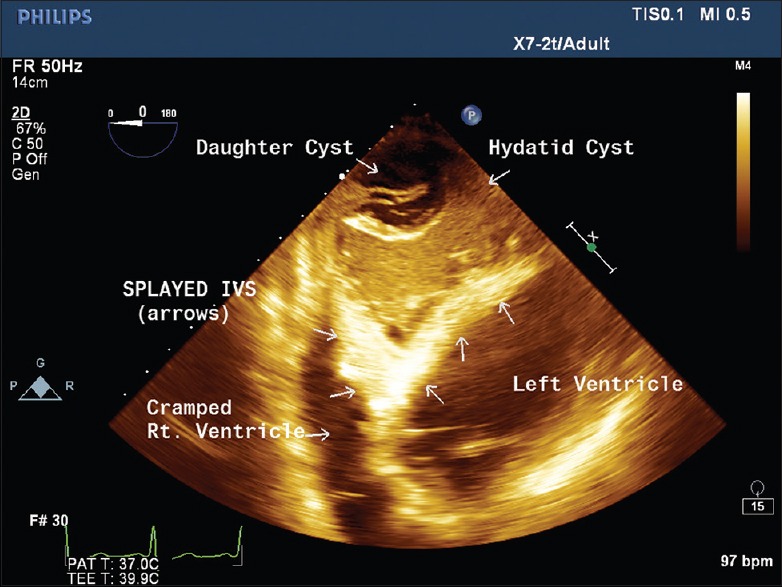 PHILIPS
TIS0.1 MI 0.5
X7-2t/Adult
FR 50Hz
14cm
M4
2D
67%
C 50
P Off
Gen
0 0 180
P
Daughter Cyst
Hydatid Cyst
X
SPLAYED IVS
(arrows)
G
P R
Left Ventricle
Cramped
Rt. Ventricle
15
F# 30
PAT T: 37.0C
TEE T: 39.9C
97 bpm